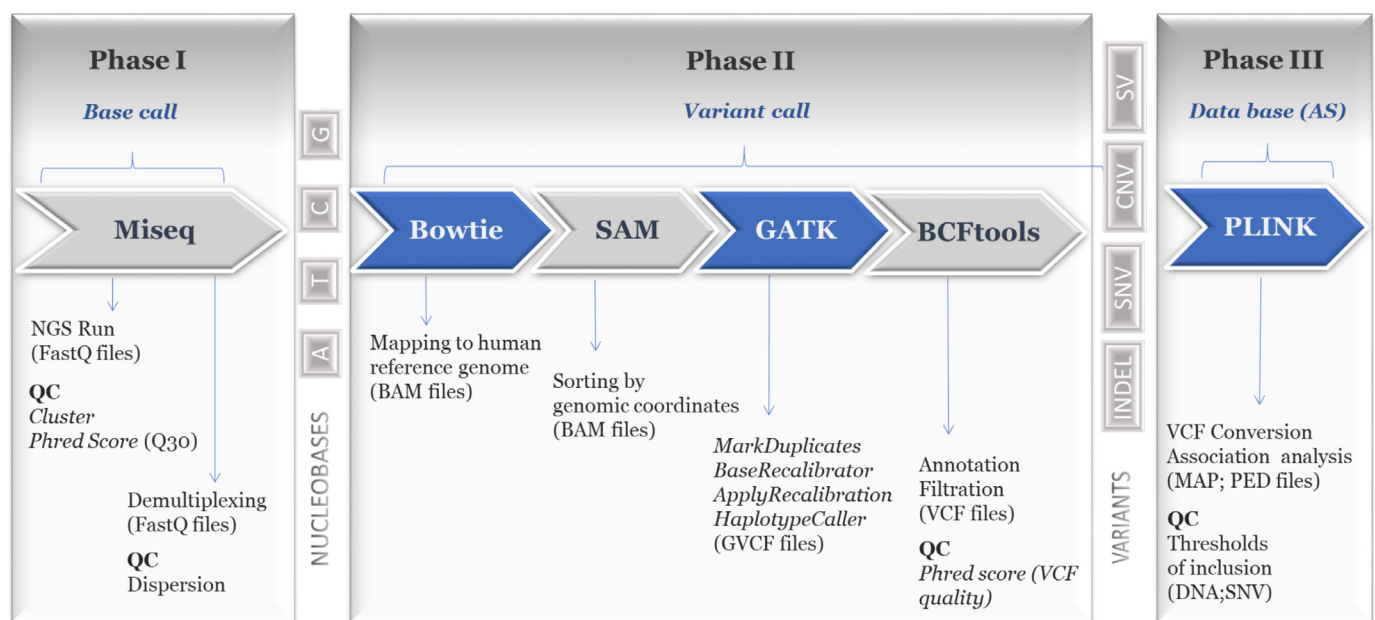 Phase I
Base call
Miseq
NGS Run
(FastQ files)
QC
Cluster
Phred Score (Q30)
Demultiplexing
(FastQ files)
QC
Dispersion
G
C
T
A
NUCLEOBASES
Phase II
Variant call
Bowtie
SAM
GATK
BCFtools
Mapping to human
reference genome
(BAM files)
Sorting by
genomic coordinates
(BAM files)
MarkDuplicates
BaseRecalibrator
ApplyRecalibration
HaplotypeCaller
(GVCF files)
Annotation
Filtration
(VCF files)
QC
Phred score (VCF
quality)
SV
CNV
SNV
INDEL
VARIANTS
Phase III
Data base (AS)
PLINK
VCF Conversion
Association analysis
(MAP; PED files)
QC
Thresholds
of inclusion
(DNA;SNV)